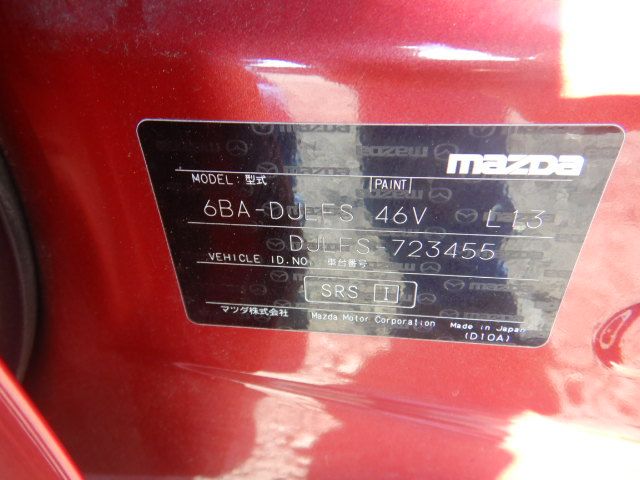 mazda
MODEL: 型式 PAINT
6BA-DJLFS 46V L13
DJLFS-723455
VEHICLE ID.NO. 車台番号
SRS I
マツダ株式会社 Mazda Motor Corporation Made in Japan
(D10A)